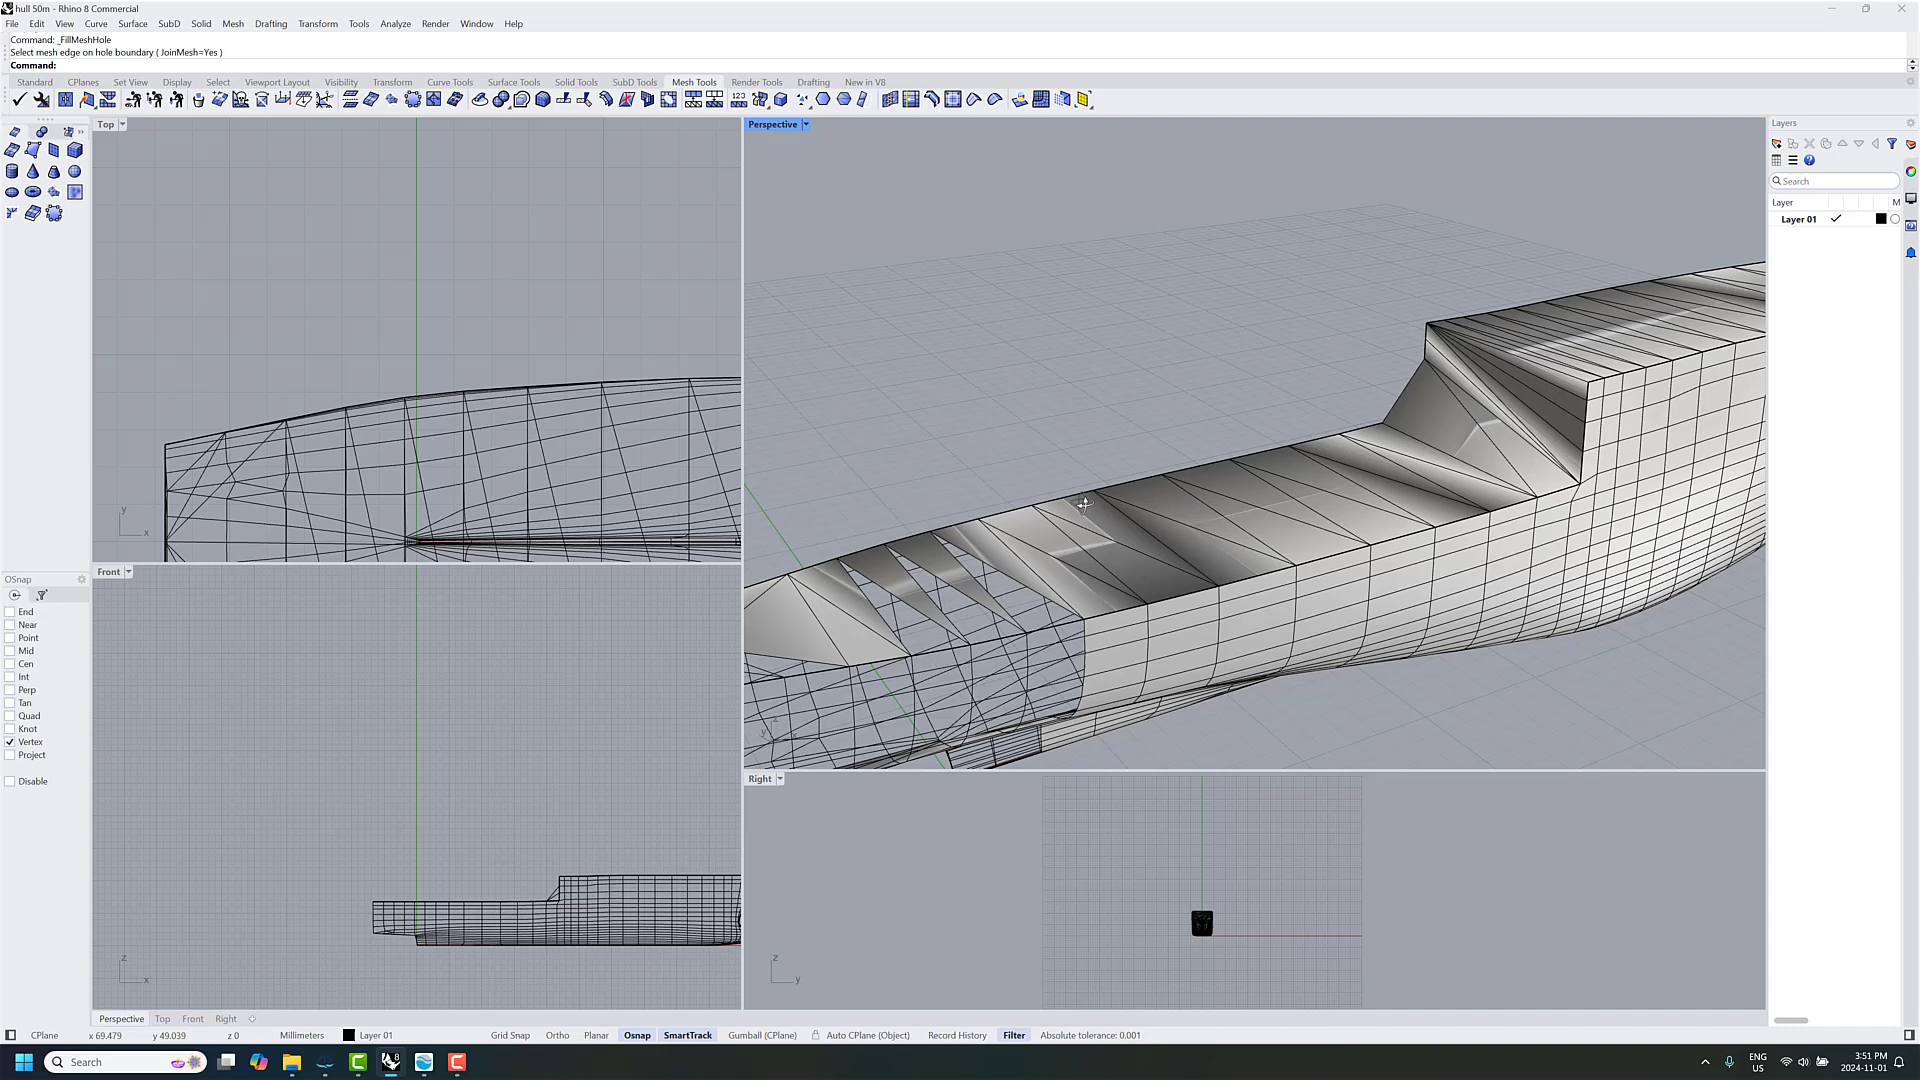 hull 50m - Rhino 8 Commercial
File Edit View Curve Surface SubD Solid Mesh Drafting Transform Tools Analyze Render Window Help
Command: _FillMeshHole
Select mesh edge on hole boundary ( JoinMesh=Yes )
Command:
Standard CPlanes Set View Display Select Viewport Layout Visibility Transform Curve Tools Surface Tools Solid Tools SubD Tools Mesh Tools Render Tools Drafting New in V8
123
Top
Perspective
Layers
Search
Layer M
Layer 01
y
x
z
y
Front
OSnap
End
Near
Point
Mid
Cen
Int
Perp
Tan
Quad
Knot
Vertex
Project
Disable
Right
z
x
z
y
Perspective Top Front Right
CPlane x 69.479 y 49.039 z 0 Millimeters Layer 01 Grid Snap Ortho Planar Osnap SmartTrack Gumball (CPlane) Auto CPlane (Object) Record History Filter Absolute tolerance: 0.001
Search
8
ENG
US
3:51 PM
2024-11-01